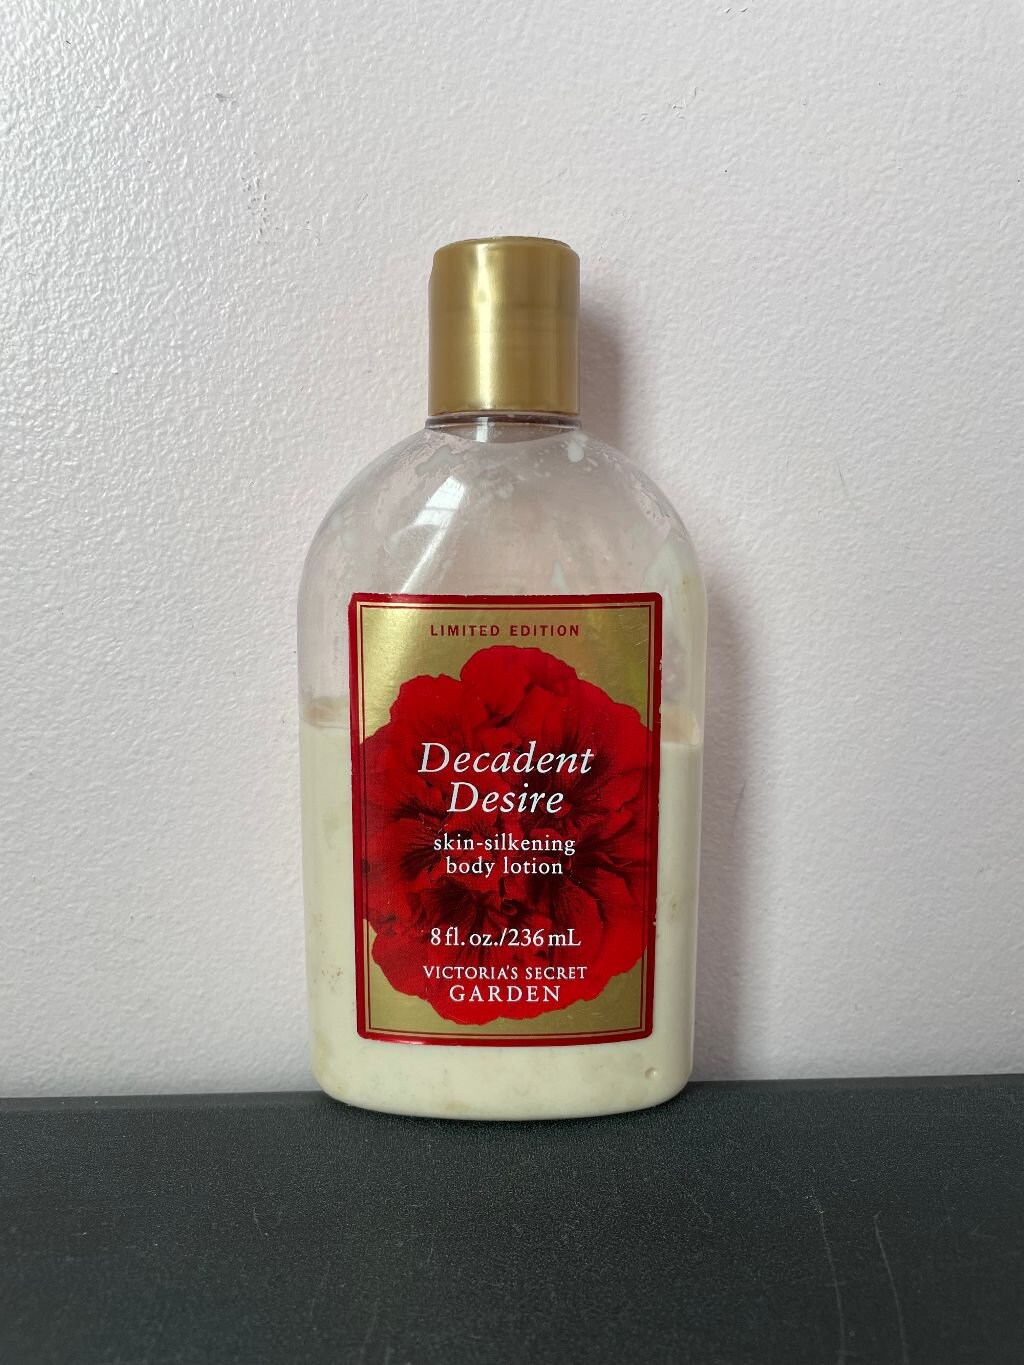 LIMITED EDITION
Decadent
Desire
skin-silkening
body lotion
8 fl. oz./236 mL
VICTORIA'S SECRET
GARDEN